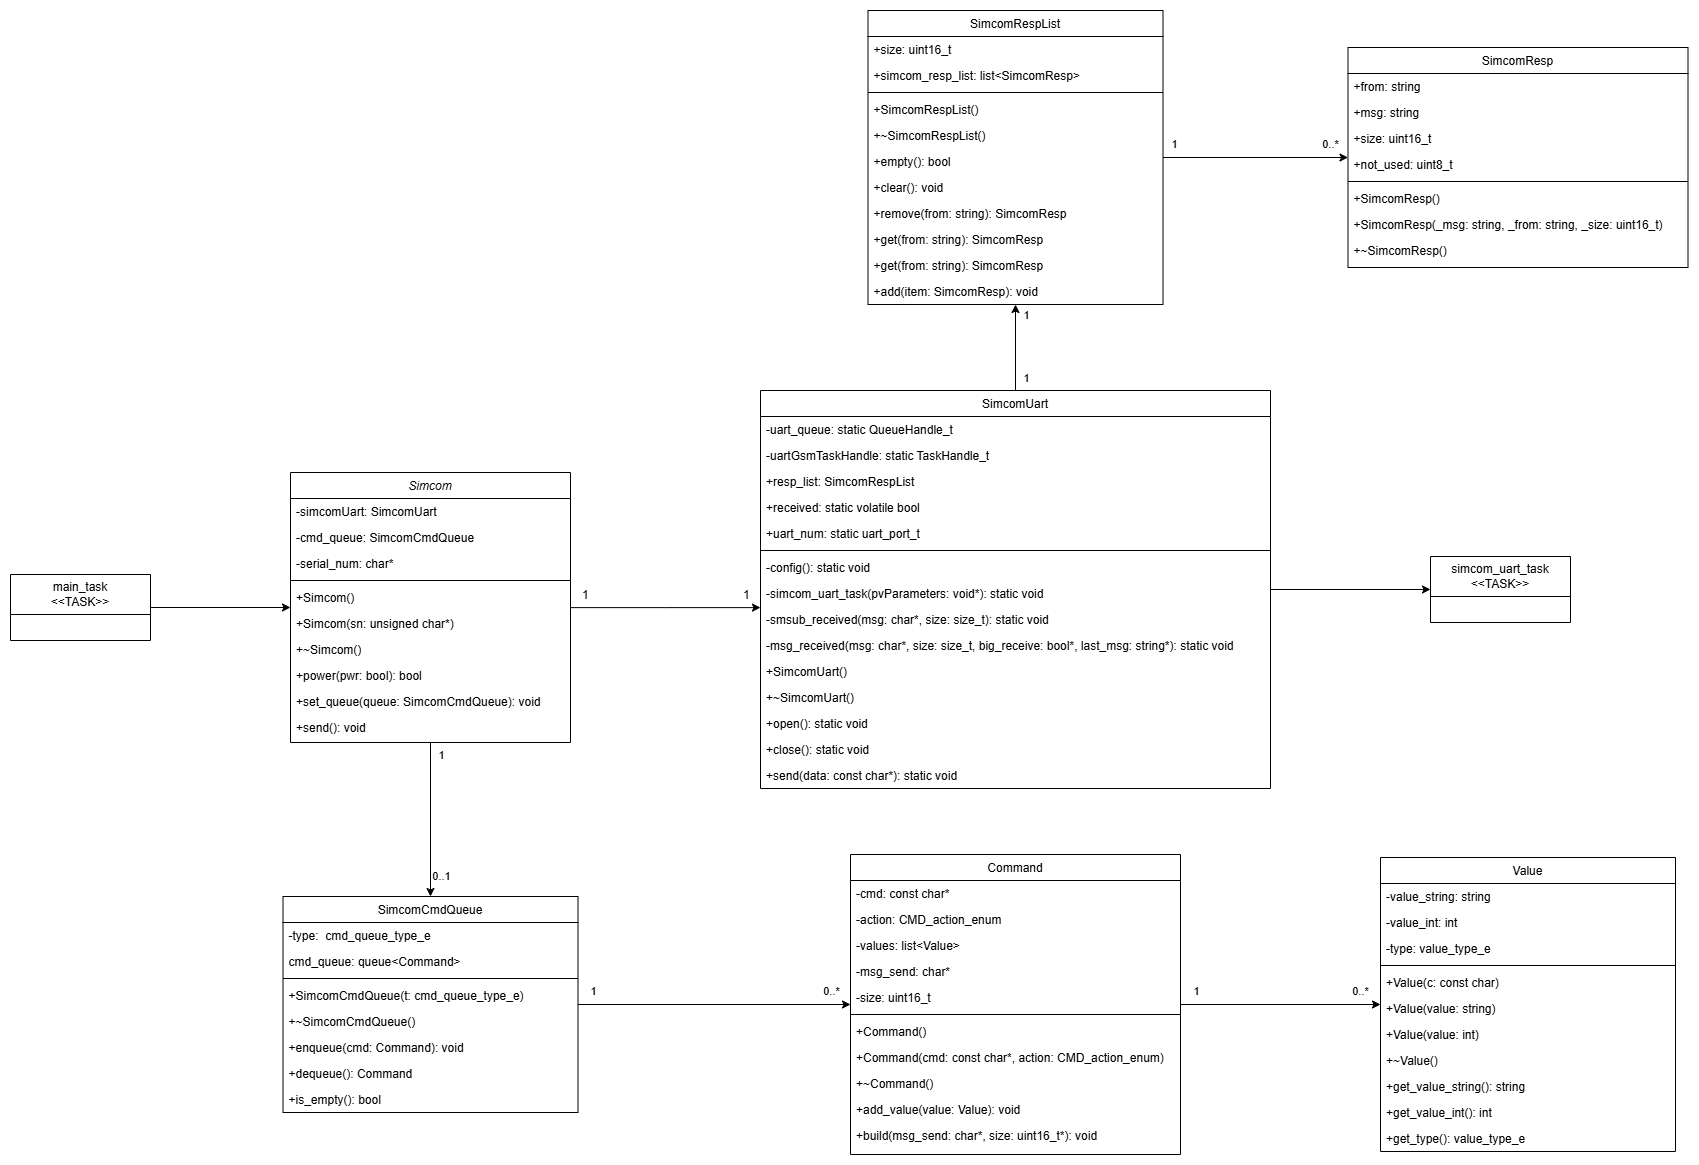 SimcomRespList
+size: uint16_t
+simcom_resp_list: list<SimcomResp>
+SimcomRespList()
+~SimcomRespList()
+empty(): bool
+clear(): void
+remove(from: string): SimcomResp
+get(from: string): SimcomResp
+get(from: string): SimcomResp
+add(item: SimcomResp): void
1
0..*
SimcomResp
+from: string
+msg: string
+size: uint16_t
+not_used: uint8_t
+SimcomResp()
+SimcomResp(_msg: string, _from: string, _size: uint16_t)
+~SimcomResp()
1
1
SimcomUart
-uart_queue: static QueueHandle_t
-uartGsmTaskHandle: static TaskHandle_t
+resp_list: SimcomRespList
+received: static volatile bool
+uart_num: static uart_port_t
-config(): static void
-simcom_uart_task(pvParameters: void*): static void
-smsub_received(msg: char*, size: size_t): static void
-msg_received(msg: char*, size: size_t, big_receive: bool*, last_msg: string*): static void
+SimcomUart()
+~SimcomUart()
+open(): static void
+close(): static void
+send(data: const char*): static void
simcom_uart_task
<<TASK>>
main_task
<<TASK>>
Simcom
-simcomUart: SimcomUart
-cmd_queue: SimcomCmdQueue
-serial_num: char*
+Simcom()
+Simcom(sn: unsigned char*)
+~Simcom()
+power(pwr: bool): bool
+set_queue(queue: SimcomCmdQueue): void
+send(): void
1
1
1
0..1
SimcomCmdQueue
-type:  cmd_queue_type_e
cmd_queue: queue<Command>
+SimcomCmdQueue(t: cmd_queue_type_e)
+~SimcomCmdQueue()
+enqueue(cmd: Command): void
+dequeue(): Command
+is_empty(): bool
1
0..*
Command
-cmd: const char*
-action: CMD_action_enum
-values: list<Value>
-msg_send: char*
-size: uint16_t
+Command()
+Command(cmd: const char*, action: CMD_action_enum)
+~Command()
+add_value(value: Value): void
+build(msg_send: char*, size: uint16_t*): void
1
0..*
Value
-value_string: string
-value_int: int
-type: value_type_e
+Value(c: const char)
+Value(value: string)
+Value(value: int)
+~Value()
+get_value_string(): string
+get_value_int(): int
+get_type(): value_type_e